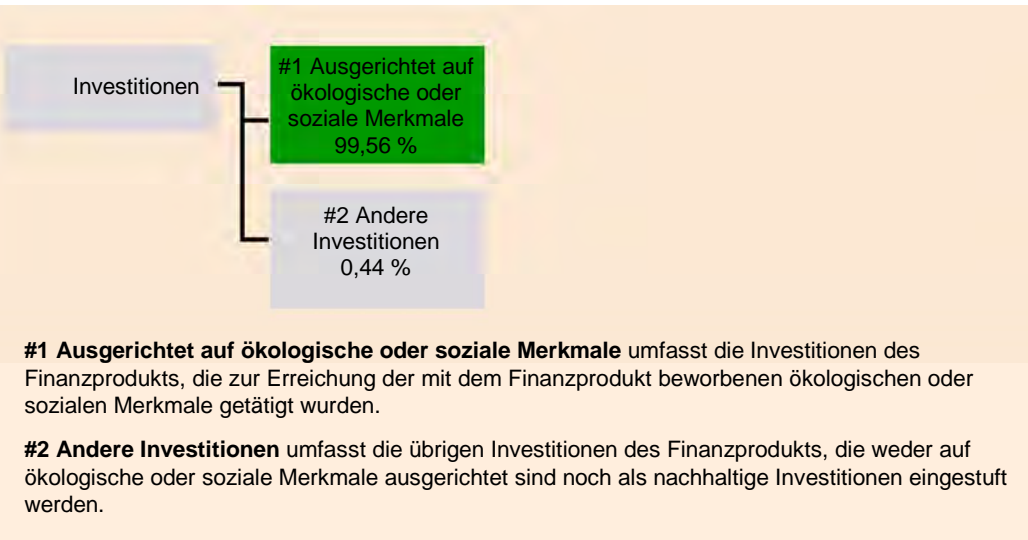 Investitionen
#1 Ausgerichtet auf
ökologische oder
soziale Merkmale
99,56 %
#2 Andere
Investitionen
0,44 %
#1 Ausgerichtet auf ökologische oder soziale Merkmale umfasst die Investitionen des
Finanzprodukts, die zur Erreichung der mit dem Finanzprodukt beworbenen ökologischen oder
sozialen Merkmale getätigt wurden.
#2 Andere Investitionen umfasst die übrigen Investitionen des Finanzprodukts, die weder auf
ökologische oder soziale Merkmale ausgerichtet sind noch als nachhaltige Investitionen eingestuft
werden.